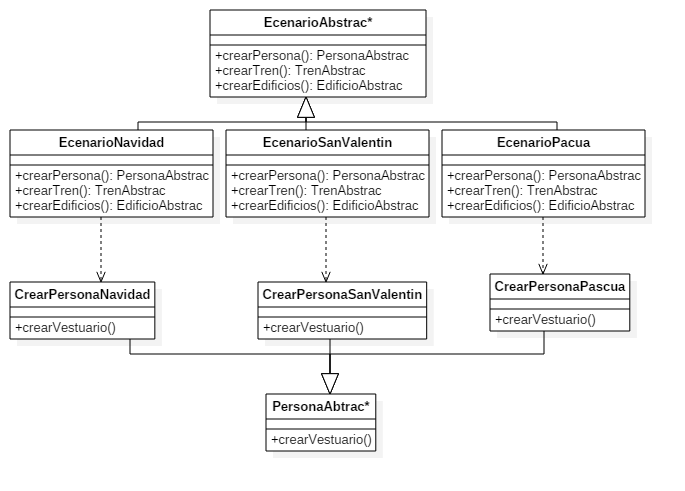 EcenarioAbstrac*
+crearPersona(): PersonaAbstrac
+crearTren(): TrenAbstrac
+crearEdificios(): EdificioAbstrac
EcenarioNavidad
+crearPersona(): PersonaAbstrac
+crearTren(): TrenAbstrac
+crearEdificios(): EdificioAbstrac
EcenarioSanValentin
+crearPersona(): PersonaAbstrac
+crearTren(): TrenAbstrac
+crearEdificios(): EdificioAbstrac
EcenarioPacua
+crearPersona(): PersonaAbstrac
+crearTren(): TrenAbstrac
+crearEdificios(): EdificioAbstrac
CrearPersonaNavidad
+crearVestuario()
CrearPersonaSanValentin
+crearVestuario()
CrearPersonaPascua
+crearVestuario()
PersonaAbtrac*
+crearVestuario()